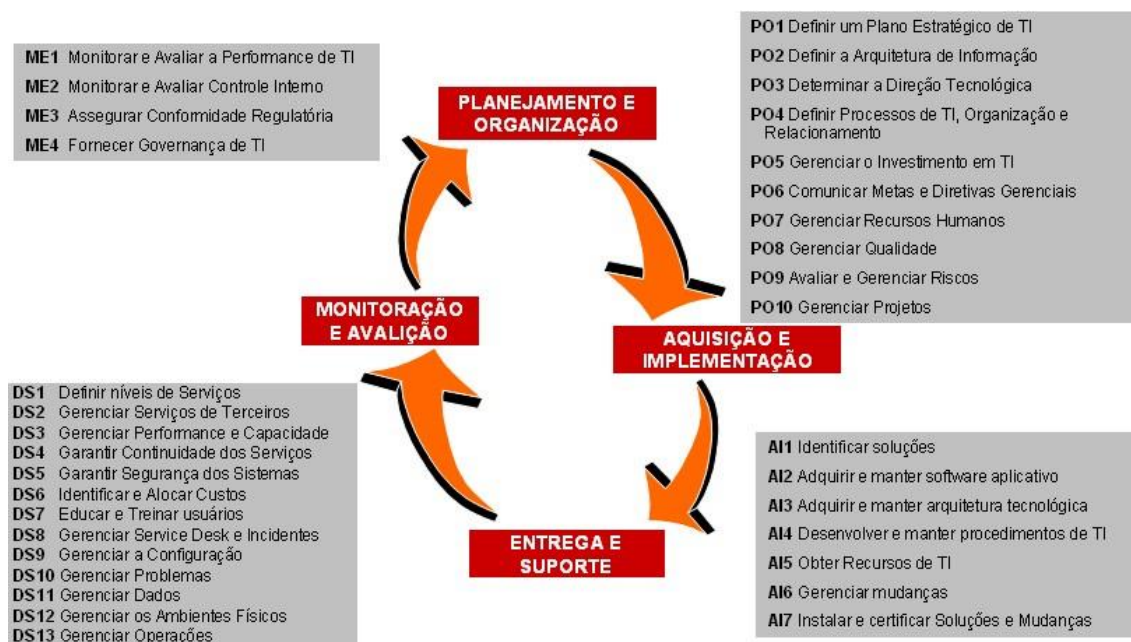 ME1 Monitorar e Avaliar a Performance de TI
ME2 Monitorar e Avaliar Controle Interno
ME3 Assegurar Conformidade Regulatória
ME4 Fornecer Governança de TI
PLANEJAMENTO E
ORGANIZAÇÃO
PO1 Definir um Plano Estratégico de TI
PO2 Definir a Arquitetura de Informação
PO3 Determinar a Direção Tecnológica
PO4 Definir Processos de TI, Organização e
Relacionamento
PO5 Gerenciar o Investimento em TI
PO6 Comunicar Metas e Diretivas Gerenciais
PO7 Gerenciar Recursos Humanos
PO8 Gerenciar Qualidade
PO9 Avaliar e Gerenciar Riscos
PO10 Gerenciar Projetos
MONITORAÇÃO
E AVALIÇÃO
AQUISIÇÃO E
IMPLEMENTAÇÃO
DS1 Definir níveis de Serviços
DS2 Gerenciar Serviços de Terceiros
DS3 Gerenciar Performance e Capacidade
DS4 Garantir Continuidade dos Serviços
DS5 Garantir Segurança dos Sistemas
DS6 Identificar e Alocar Custos
DS7 Educar e Treinar usuários
DS8 Gerenciar Service Desk e Incidentes
DS9 Gerenciar a Configuração
DS10 Gerenciar Problemas
DS11 Gerenciar Dados
DS12 Gerenciar os Ambientes Físicos
DS13 Gerenciar Operações
ENTREGA E
SUPORTE
AI1 Identificar soluções
AI2 Adquirir e manter software aplicativo
AI3 Adquirir e manter arquitetura tecnológica
AI4 Desenvolver e manter procedimentos de TI
AI5 Obter Recursos de TI
AI6 Gerenciar mudanças
AI7 Instalar e certificar Soluções e Mudanças